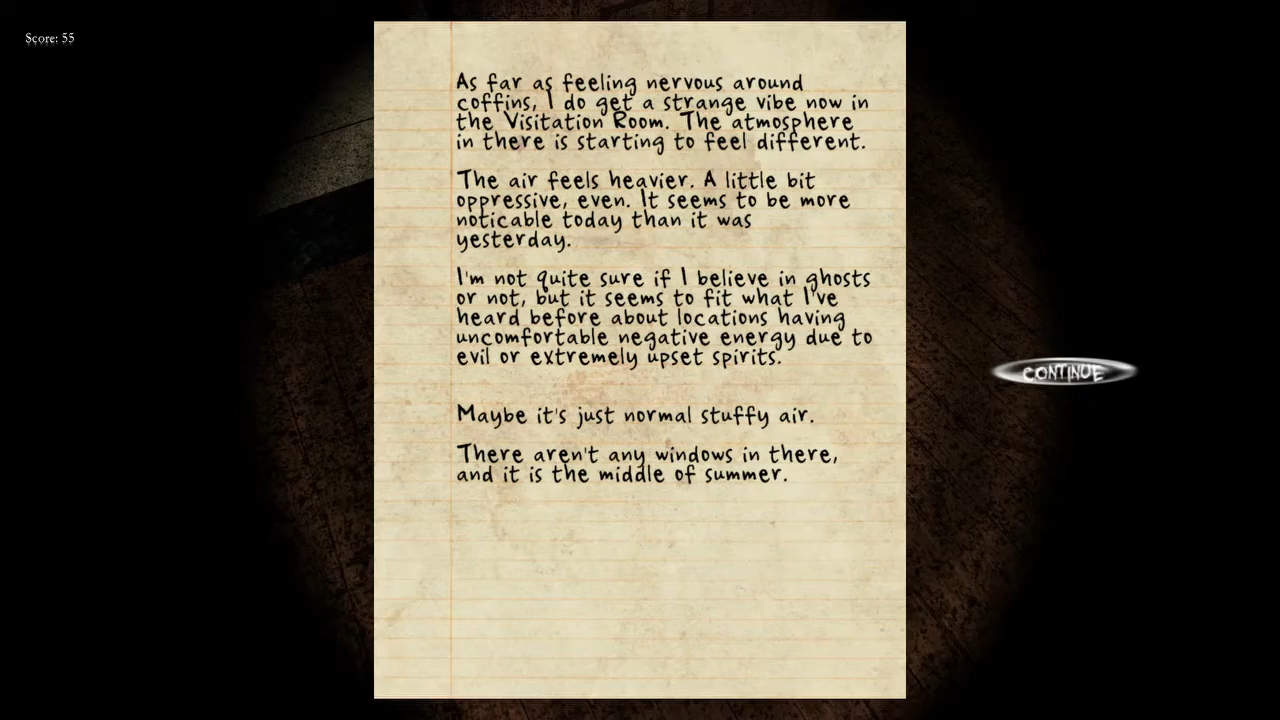 Score: 55
As far as feeling nervous around
coffins, I do get a strange vibe now in
the Visitation Room. The atmosphere
in there is starting to feel different.
The air feels heavier. A little bit
oppressive, even. It seems to be more
noticable today than it was
yesterday.
I'm not quite sure if I believe in ghosts
or not, but it seems to fit what I've
heard before about locations having
uncomfortable negative energy due to
evil or extremely upset spirits.
Maybe it's just normal stuffy air.
There aren't any windows in there,
and it is the middle of summer.
CONTINUE